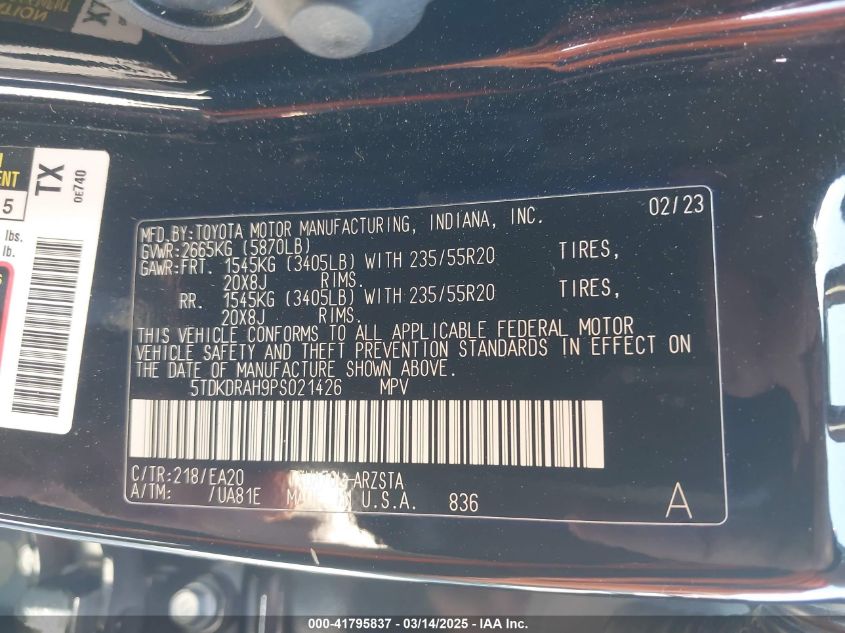 TX
0E740
ENT
5
lbs.
lb.
MFD.BY:TOYOTA MOTOR MANUFACTURING, INDIANA, INC. 02/23
GVWR:2665KG (5870LB)
GAWR:FRT. 1545KG (3405LB) WITH 235/55R20 TIRES,
20X8J RIMS.
RR. 1545KG (3405LB) WITH 235/55R20 TIRES,
20X8J RIMS.
THIS VEHICLE CONFORMS TO ALL APPLICABLE FEDERAL MOTOR
VEHICLE SAFETY AND THEFT PREVENTION STANDARDS IN EFFECT ON
THE DATE OF MANUFACTURE SHOWN ABOVE.
5TDKDRAH9PS021426 MPV
C/TR:218/EA20 -ARZSTA
A/TM: /UA81E MADE IN U.S.A. 836
A
000-41795837 - 03/14/2025 - IAA Inc.